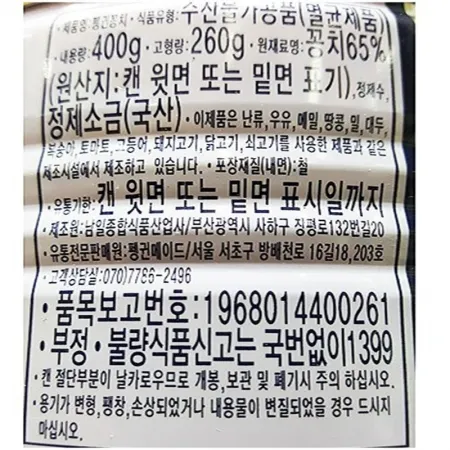 ·제품명:펭귄꽁치·식품유형:수산물가공품(멸균제품)
·내용량:400g·고형량:260g·원재료명:꽁치65%
(원산지:캔 윗면 또는 밑면 표기),정제수,
정제소금(국산)·이제품은 난류,우유,메밀,땅콩,밀,대두,
복숭아,토마토,고등어,돼지고기,닭고기,쇠고기를 사용한 제품과 같은
제조시설에서 제조하고 있습니다.·포장재질(내면):철
·유통기한:캔 윗면 또는 밑면 표시일까지
·제조원:남일종합식품산업사/부산광역시 사하구 장평로132번길20
·유통전문판매원:펭귄메이드/서울 서초구 방배천로 16길18,203호
·고객상담실:070)7786-2496
·품목보고번호:1968014400261
·부정·불량식품신고는 국번없이1399
·캔 절단부분이 날카로우므로 개봉,보관 및 폐기시 주의 하십시오.
·용기가 변형,팽창,손상되었거나 내용물이 변질되었을 경우 드시지
마십시오.